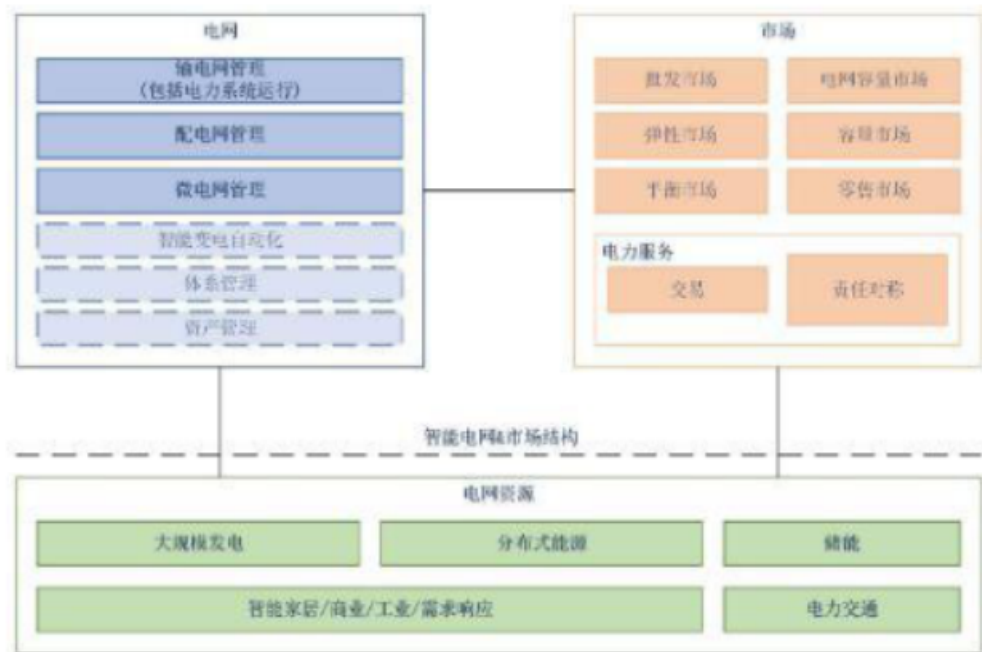 电网
输电网管理
(包括电力系统运行)
配电网管理
微电网管理
智能变电自动化
体系管理
资产管理
市场
批发市场
电网容量市场
弹性市场
容量市场
平衡市场
零售市场
电力服务
交易
责任对称
智能电网&市场结构
电网资源
大规模发电
分布式能源
储能
智能家居/商业/工业/需求响应
电力交通